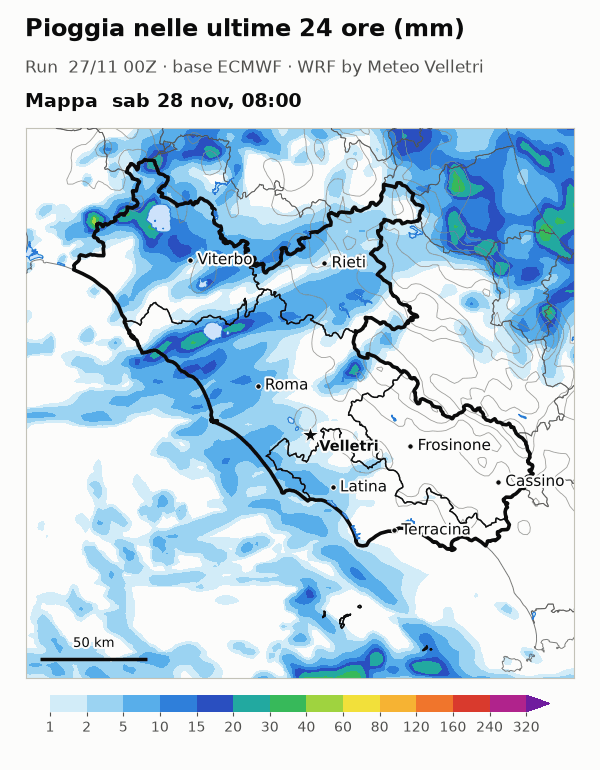 Pioggia nelle ultime 24 ore (mm)
Run  27/11 00Z · base ECMWF · WRF by Meteo Velletri
Mappa  sab 28 nov, 08:00
Viterbo
Rieti
Roma
Velletri
Frosinone
Cassino
Latina
Terracina
50 km
1 2 5 10 15 20 30 40 60 80 120 160 240 320